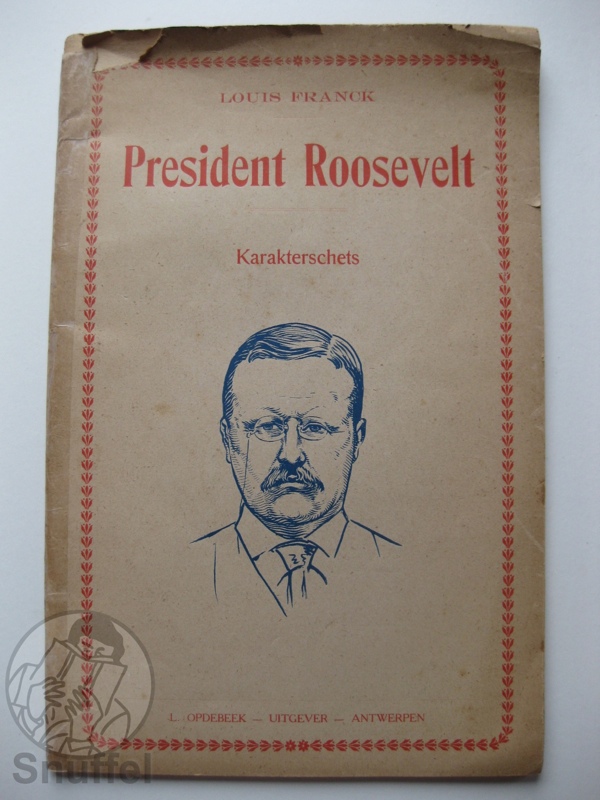 LOUIS FRANCK
President Roosevelt
Karakterschets
L. OPDEBEEK — UITGEVER — ANTWERPEN
Snuffel